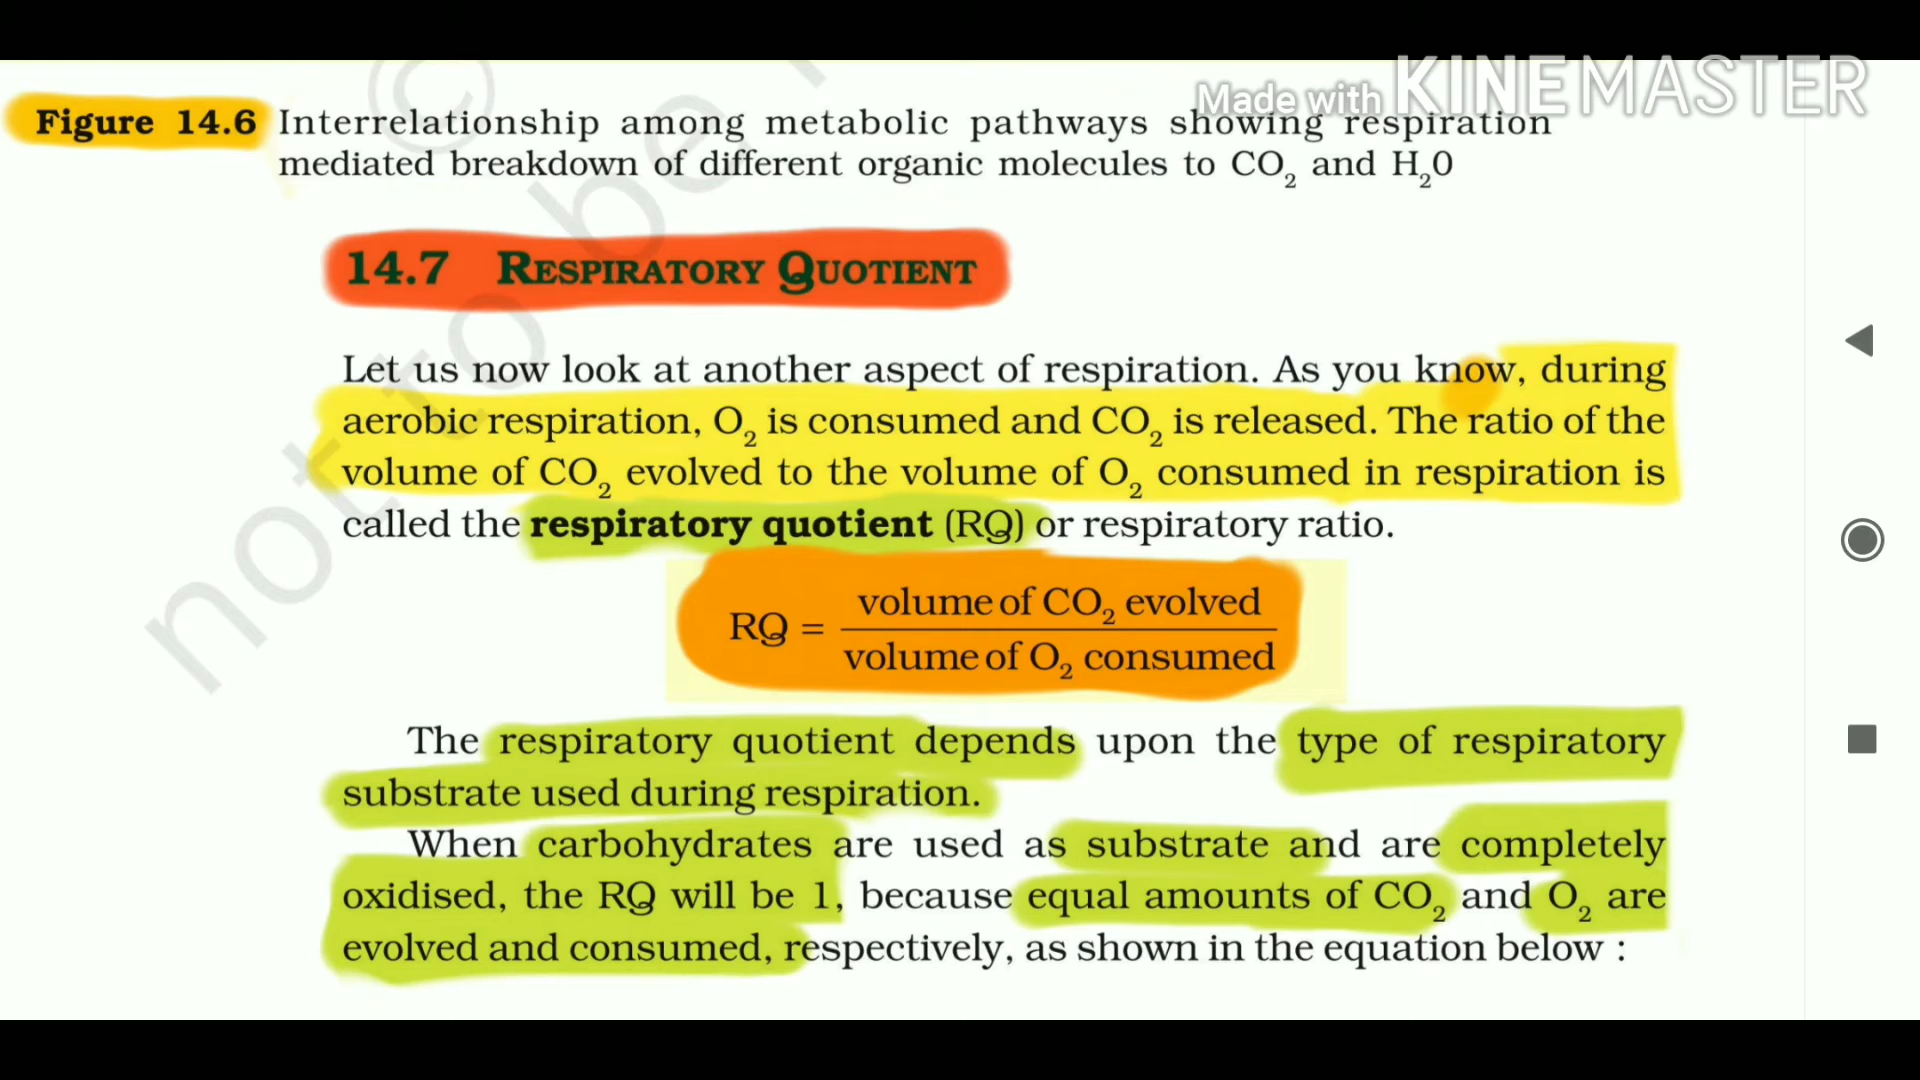 Made with KINEMASTER
Figure 14.6 Interrelationship among metabolic pathways showing respiration
mediated breakdown of different organic molecules to CO₂ and H₂0
14.7 RESPIRATORY QUOTIENT
Let us now look at another aspect of respiration. As you know, during
aerobic respiration, O₂ is consumed and CO₂ is released. The ratio of the
volume of CO₂ evolved to the volume of O₂ consumed in respiration is
called the respiratory quotient (RQ) or respiratory ratio.
RQ = volume of CO₂ evolved
volume of O₂ consumed
The respiratory quotient depends upon the type of respiratory
substrate used during respiration.
When carbohydrates are used as substrate and are completely
oxidised, the RQ will be 1, because equal amounts of CO₂ and O₂ are
evolved and consumed, respectively, as shown in the equation below :
© not to be